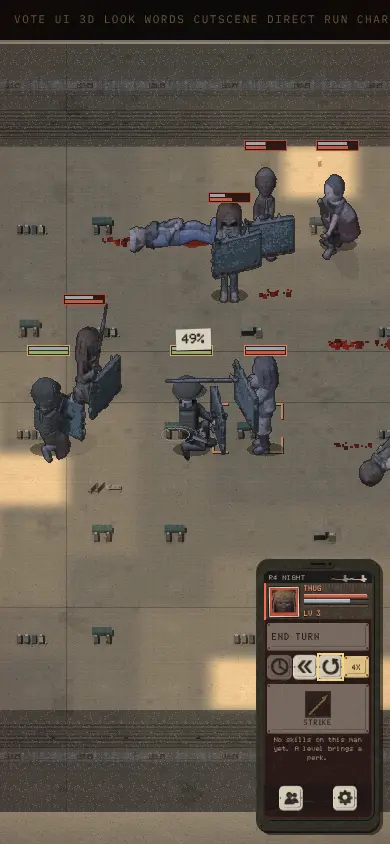 VOTE UI 3D LOOK WORDS CUTSCENE DIRECT RUN CHAR
49%
R4 NIGHT
THUG
LV 3
END TURN
4X
STRIKE
No skills on this man
yet. A level brings a
perk.